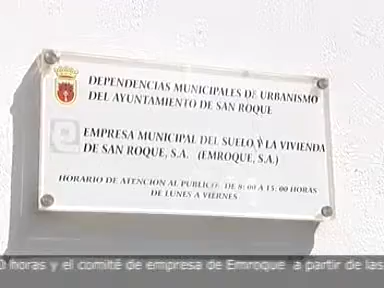 DEPENDENCIAS MUNICIPALES DE URBANISMO
DEL AYUNTAMIENTO DE SAN ROQUE
e
EMPRESA MUNICIPAL DEL SUELO Y LA VIVIENDA
DE SAN ROQUE, S.A. (EMROQUE, S.A.)
HORARIO DE ATENCION AL PUBLICO: DE 8:00 A 15:00 HORAS
DE LUNES A VIERNES
0 horas y el comité de empresa de Emroque a partir de las